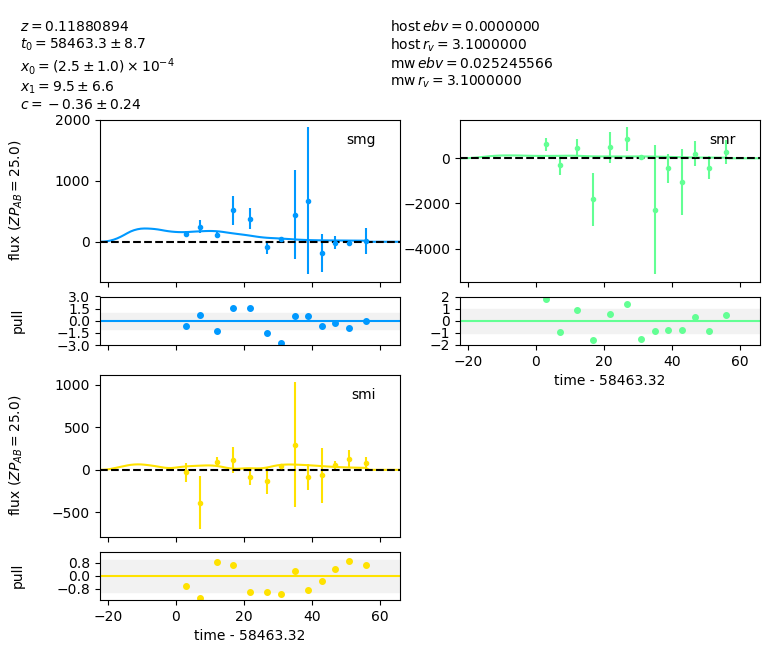 z = 0.11880894
t0 = 58463.3 ± 8.7
x0 = (2.5 ± 1.0) × 10^−4
x1 = 9.5 ± 6.6
c = −0.36 ± 0.24
host ebv = 0.0000000
host rv = 3.1000000
mw ebv = 0.025245566
mw rv = 3.1000000
flux (ZPAB = 25.0)
2000
1000
0
smg
0
−2000
−4000
smr
pull
3.0
1.5
0.0
−1.5
−3.0
2
1
0
−1
−2
−20 0 20 40 60
time - 58463.32
flux (ZPAB = 25.0)
1000
500
0
−500
smi
pull
0.8
0.0
−0.8
−20 0 20 40 60
time - 58463.32